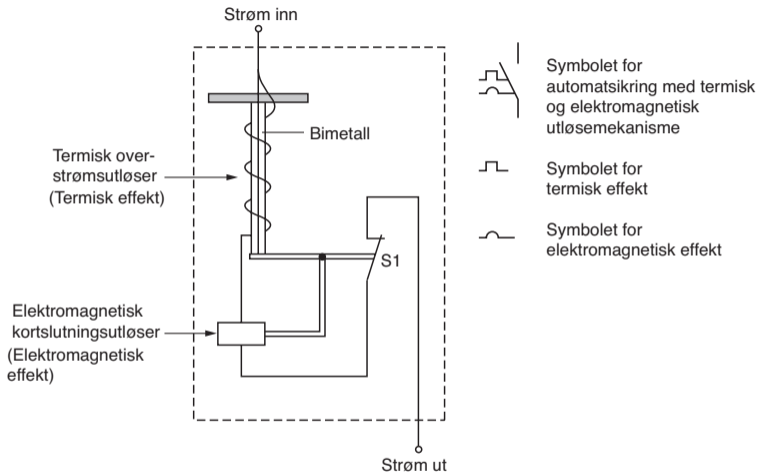 Strøm inn
Bimetall
Termisk over-
strømsutløser
(Termisk effekt)
S1
Elektromagnetisk
kortslutningsutløser
(Elektromagnetisk
effekt)
Strøm ut
Symbolet for
automatsikring med termisk
og elektromagnetisk
utløsemekanisme
Symbolet for
termisk effekt
Symbolet for
elektromagnetisk effekt